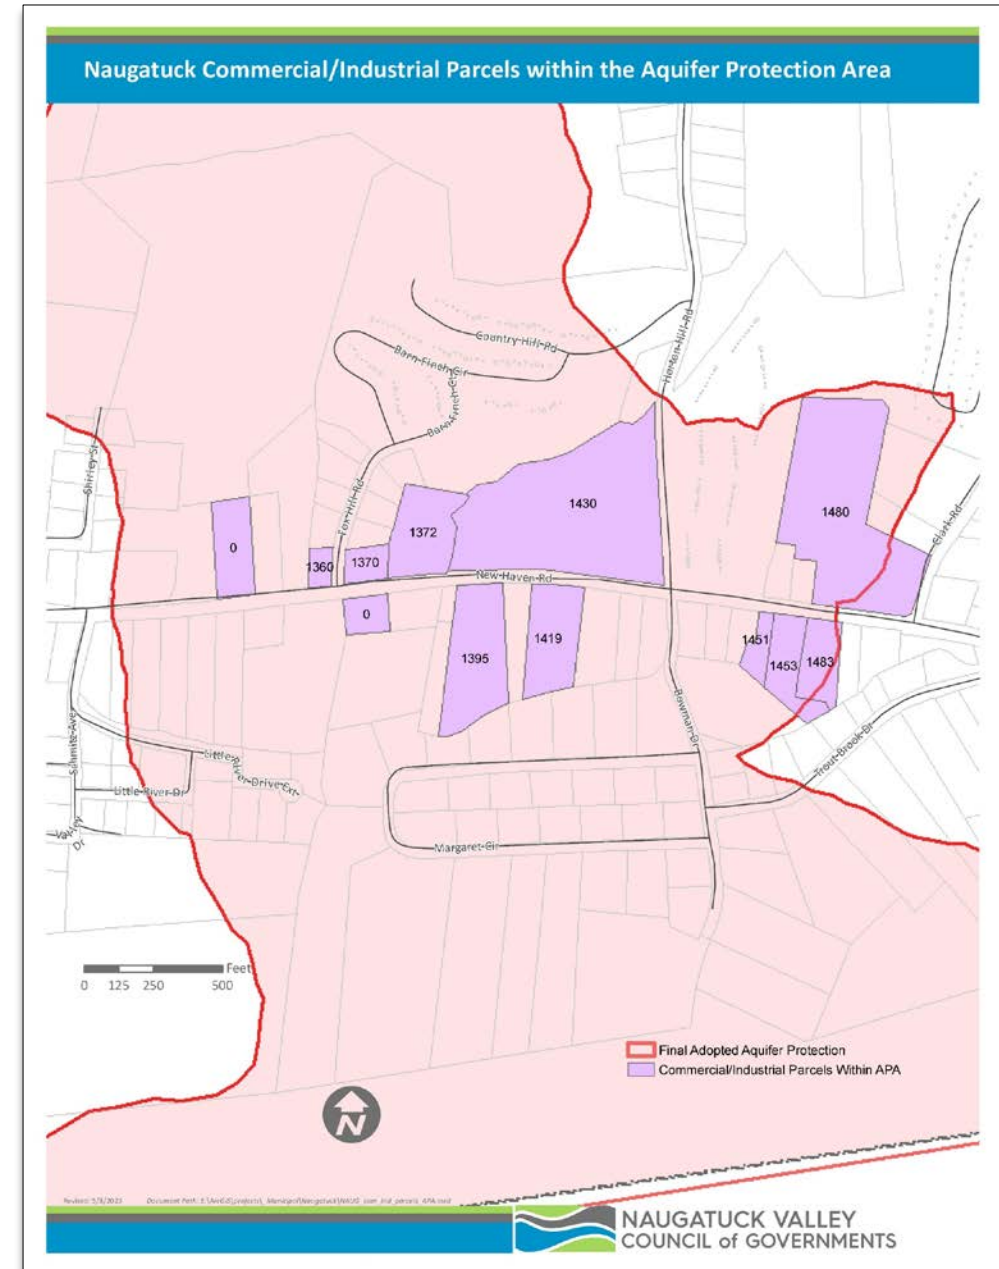 Naugatuck Commercial/Industrial Parcels within the Aquifer Protection Area
Horton Hill Rd
Country Hill Rd
Barn Finch Cir
Barn Finch Cir
Shirley St
Fox Hill Rd
Clark Rd
1430
1480
1372
0
1360
1370
New Haven Rd
0
1395
1419
1451
1453
1483
Bowman Dr
Trout Brook Dr
Schmitz Ave
Little River Drive Ext
Little River Dr
Valley Dr
Margaret Cir
Feet
0 125 250 500
Final Adopted Aquifer Protection
Commercial/Industrial Parcels Within APA
N
NAUGATUCK VALLEY
COUNCIL of GOVERNMENTS